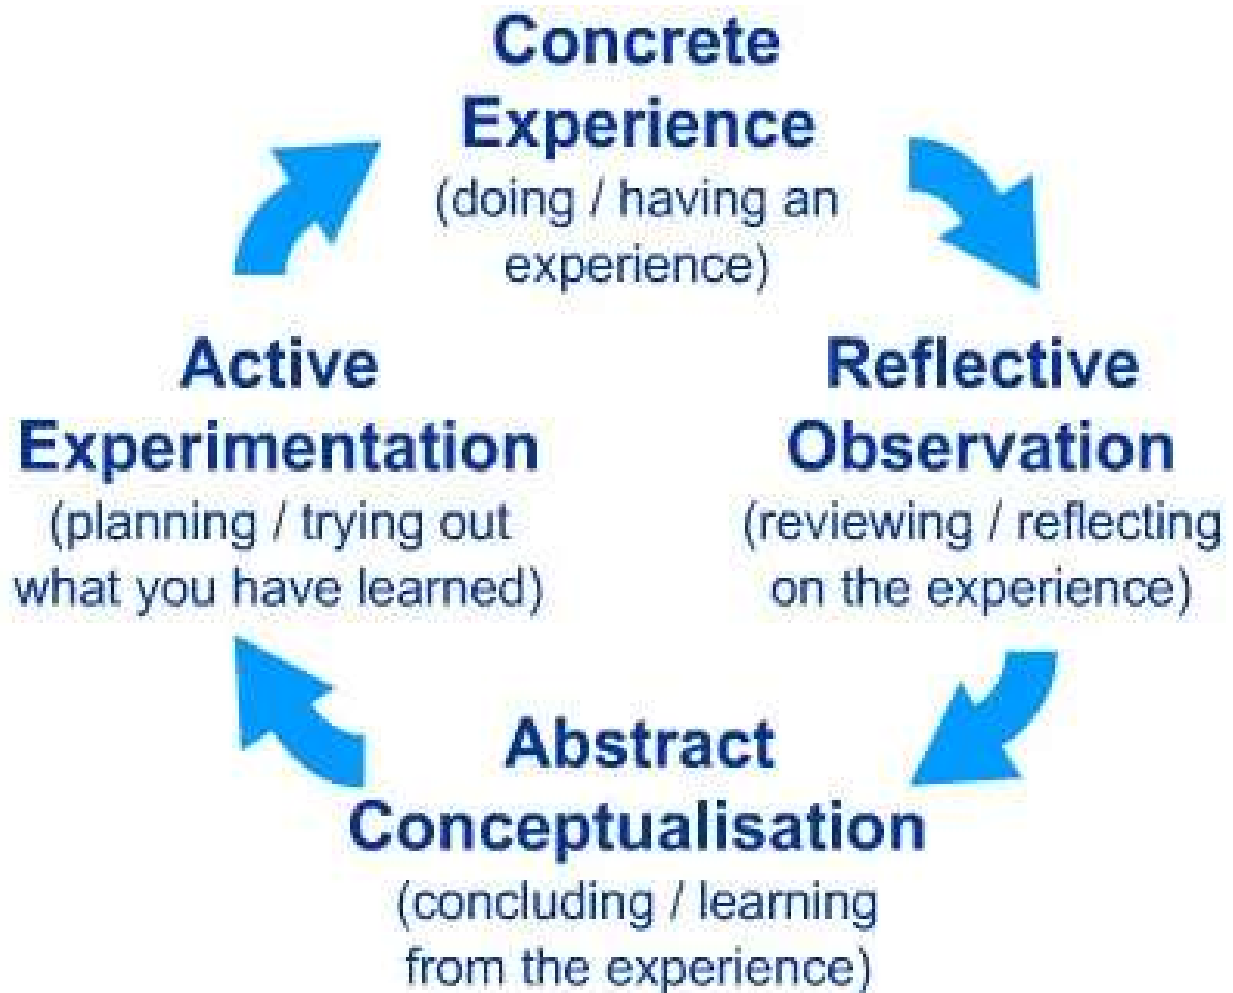 Concrete
Experience
(doing / having an
experience)
Reflective
Observation
(reviewing / reflecting
on the experience)
Abstract
Conceptualisation
(concluding / learning
from the experience)
Active
Experimentation
(planning / trying out
what you have learned)